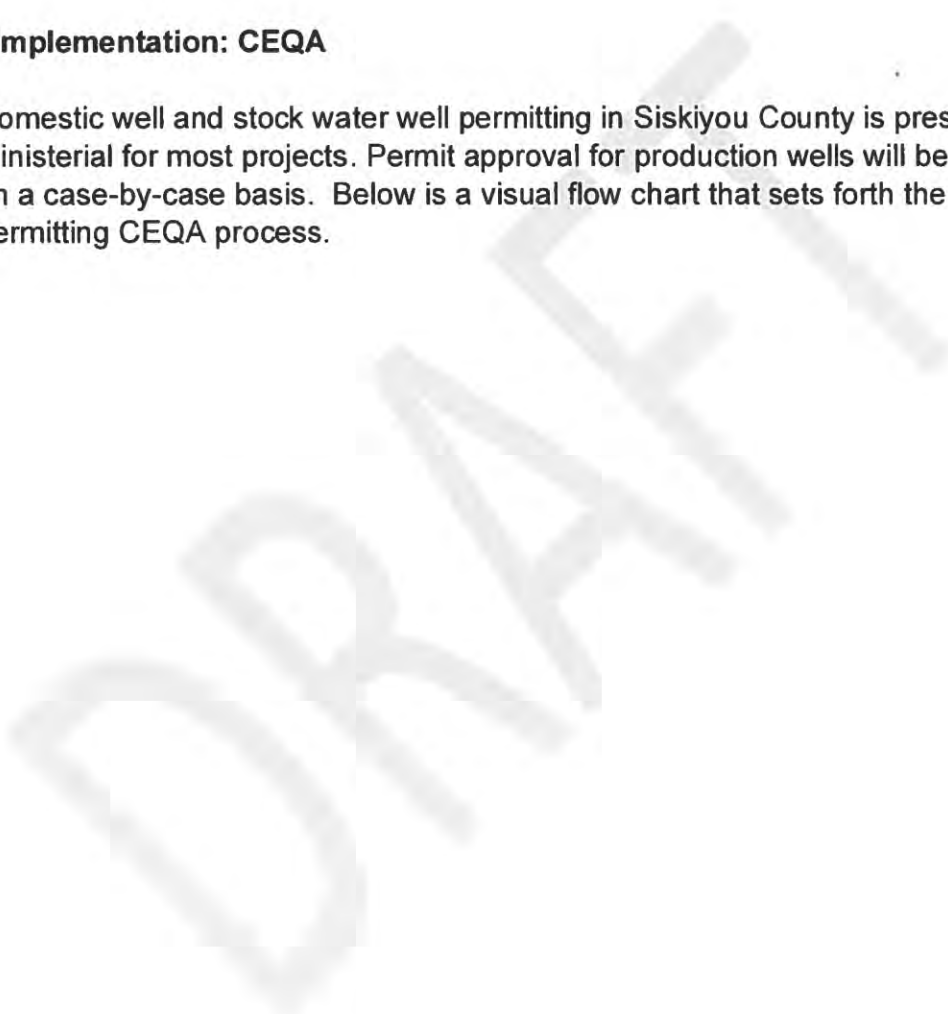 mplementation: CEQA
omestic well and stock water well permitting in Siskiyou County is pres
inisterial for most projects. Permit approval for production wells will be
n a case-by-case basis. Below is a visual flow chart that sets forth the
ermitting CEQA process.
DRAFT